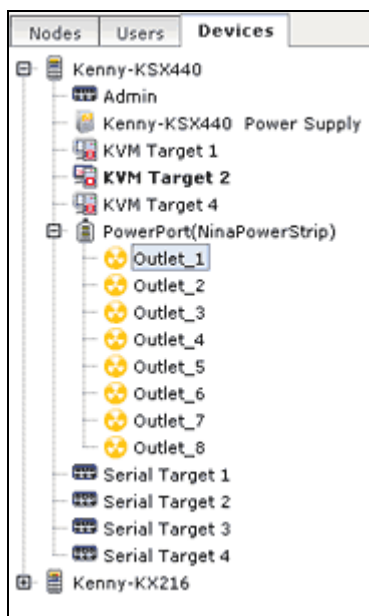 Nodes Users Devices
Kenny-KSX440
Admin
Kenny-KSX440 Power Supply
KVM Target 1
KVM Target 2
KVM Target 4
PowerPort(NinaPowerStrip)
Outlet_1
Outlet_2
Outlet_3
Outlet_4
Outlet_5
Outlet_6
Outlet_7
Outlet_8
Serial Target 1
Serial Target 2
Serial Target 3
Serial Target 4
Kenny-KX216